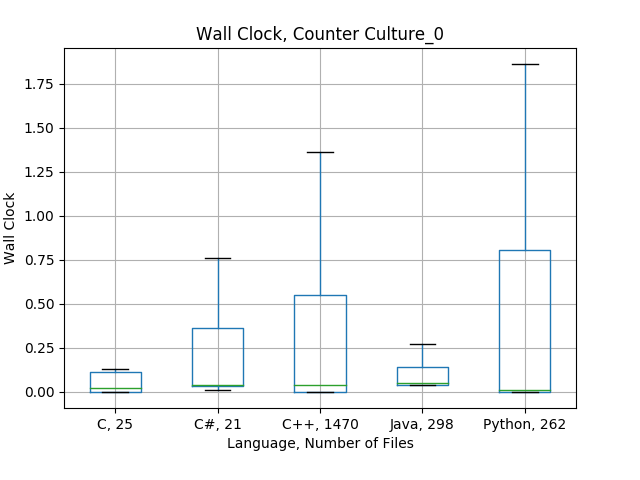 Wall Clock, Counter Culture_0
1.75
1.50
1.25
1.00
0.75
0.50
0.25
0.00
Wall Clock
C, 25
C#, 21
C++, 1470
Java, 298
Python, 262
Language, Number of Files